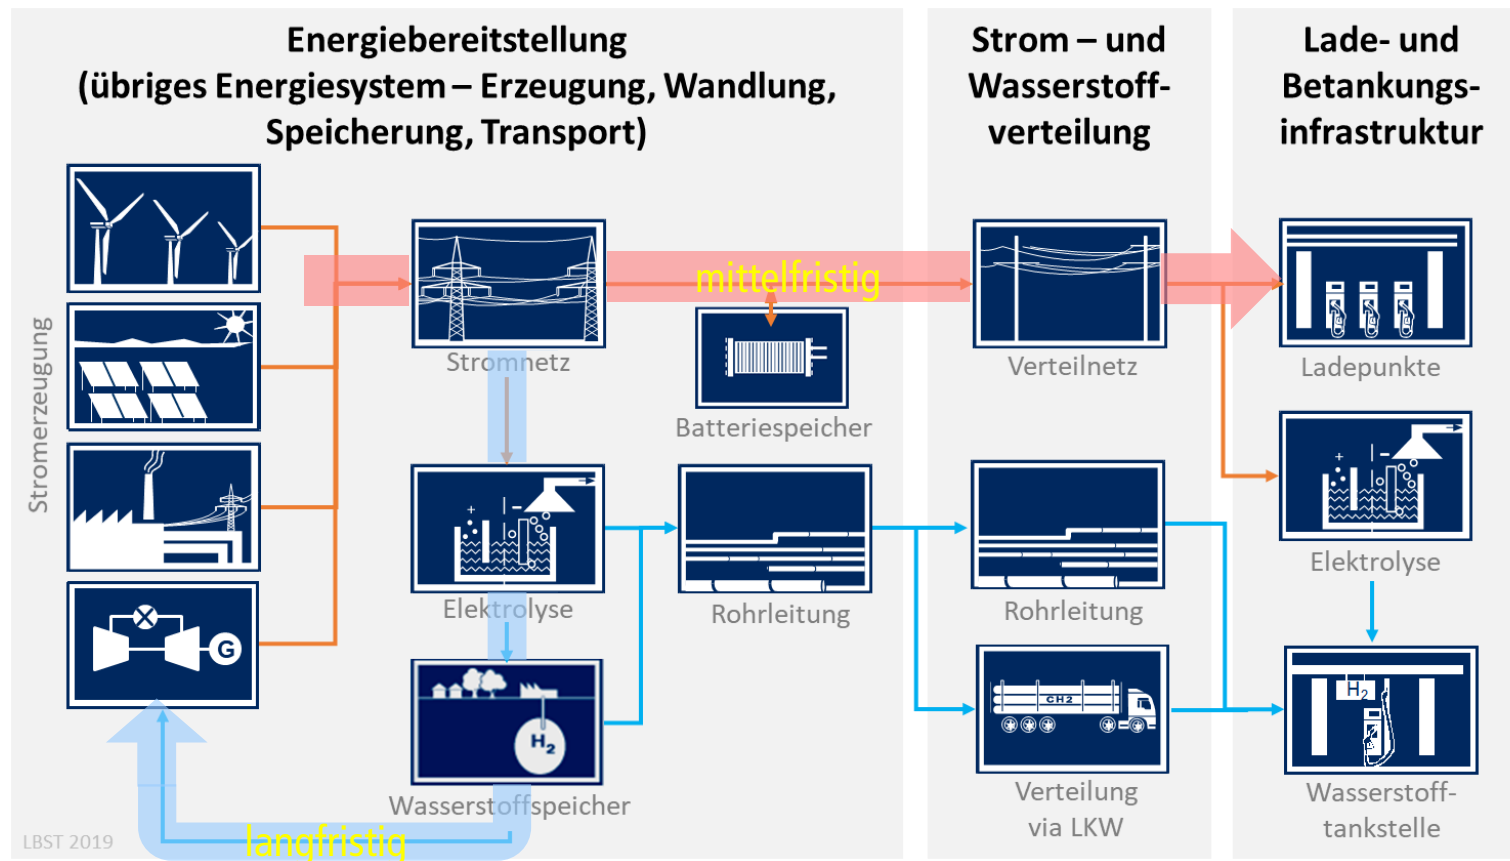 Energiebereitstellung
(übriges Energiesystem – Erzeugung, Wandlung,
Speicherung, Transport)
Strom – und
Wasserstoff-
verteilung
Lade- und
Betankungs-
infrastruktur
Stromerzeugung
mittelfristig
Stromnetz
Batteriespeicher
Verteilnetz
Ladepunkte
+ | –
Elektrolyse
Rohrleitung
Rohrleitung
+ | –
Elektrolyse
G
H2
Wasserstoffspeicher
CH2
Verteilung
via LKW
H2
Wasserstoff-
tankstelle
langfristig
LBST 2019